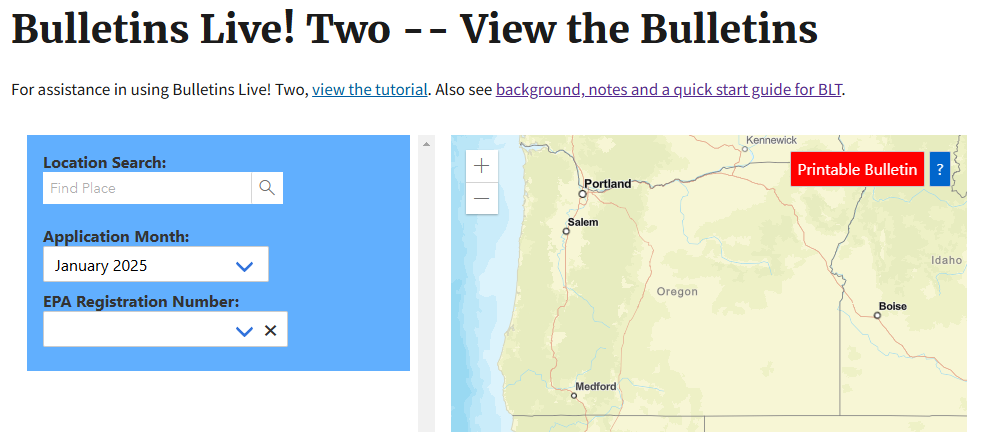 Bulletins Live! Two -- View the Bulletins
For assistance in using Bulletins Live! Two, view the tutorial. Also see background, notes and a quick start guide for BLT.
Location Search:
Find Place
Application Month:
January 2025
EPA Registration Number:
Kennewick
Printable Bulletin
?
Portland
Salem
Idaho
Oregon
Boise
Medford